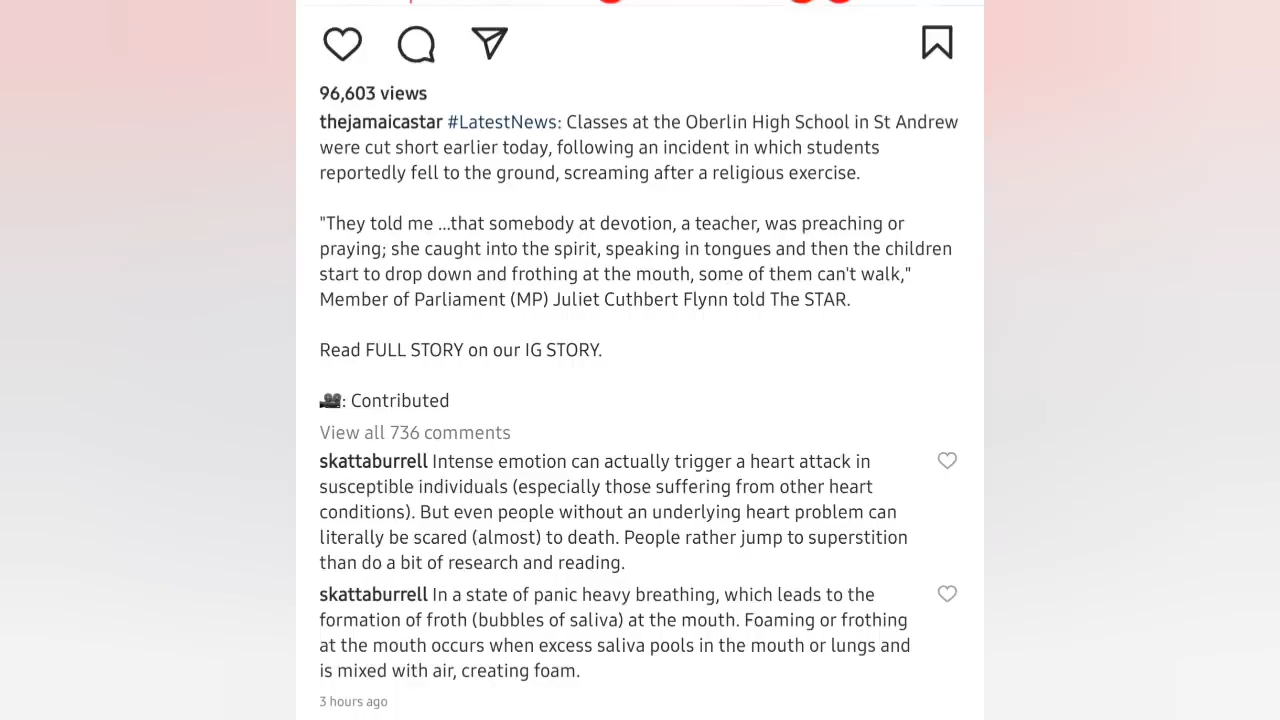 96,603 views
thejamaicastar #LatestNews: Classes at the Oberlin High School in St Andrew
were cut short earlier today, following an incident in which students
reportedly fell to the ground, screaming after a religious exercise.
"They told me ...that somebody at devotion, a teacher, was preaching or
praying; she caught into the spirit, speaking in tongues and then the children
start to drop down and frothing at the mouth, some of them can't walk,"
Member of Parliament (MP) Juliet Cuthbert Flynn told The STAR.
Read FULL STORY on our IG STORY.
🎥: Contributed
View all 736 comments
skattaburrell Intense emotion can actually trigger a heart attack in
susceptible individuals (especially those suffering from other heart
conditions). But even people without an underlying heart problem can
literally be scared (almost) to death. People rather jump to superstition
than do a bit of research and reading.
skattaburrell In a state of panic heavy breathing, which leads to the
formation of froth (bubbles of saliva) at the mouth. Foaming or frothing
at the mouth occurs when excess saliva pools in the mouth or lungs and
is mixed with air, creating foam.
3 hours ago